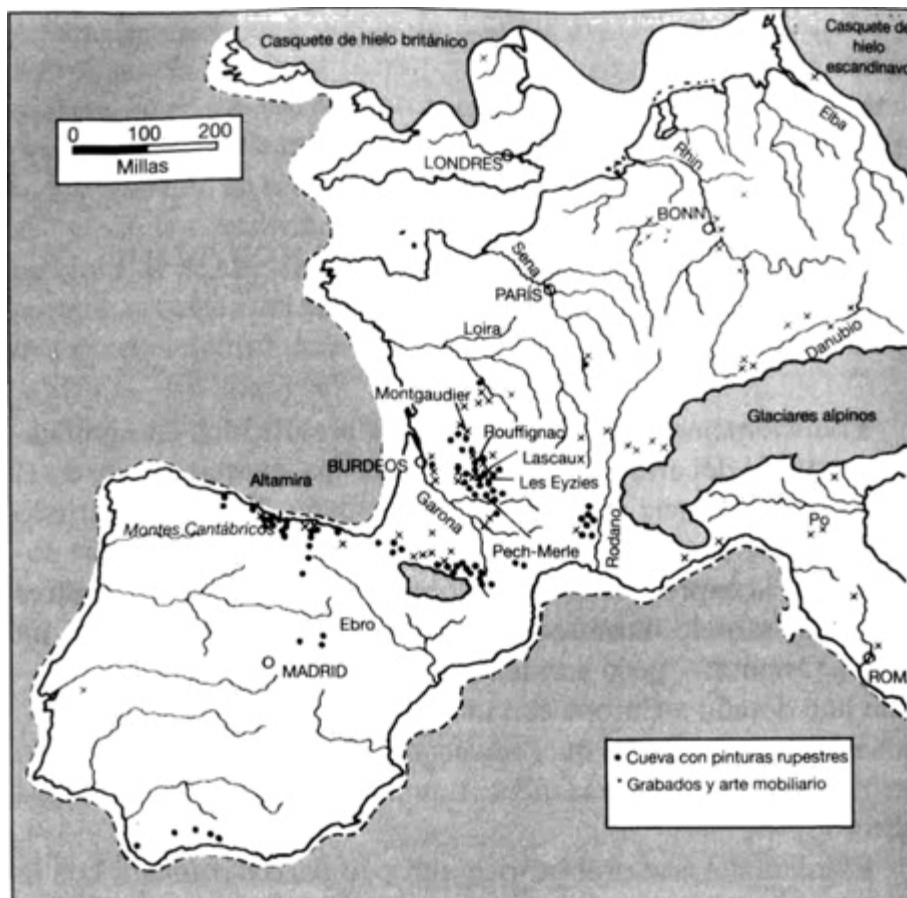 Casquete de hielo británico
Casquete de
hielo
escandinavo
0 100 200
Millas
LONDRES
Elba
Rhin
BONN
Sena
PARÍS
Loira
Danubio
Montgaudier
Glaciares alpinos
Rouffignac
BURDEOS
Lascaux
Altamira
Les Eyzies
Garona
Montes Cantábricos
Po
Pech-Merle
Rodano
Ebro
MADRID
ROM
Cueva con pinturas rupestres
Grabados y arte mobiliario